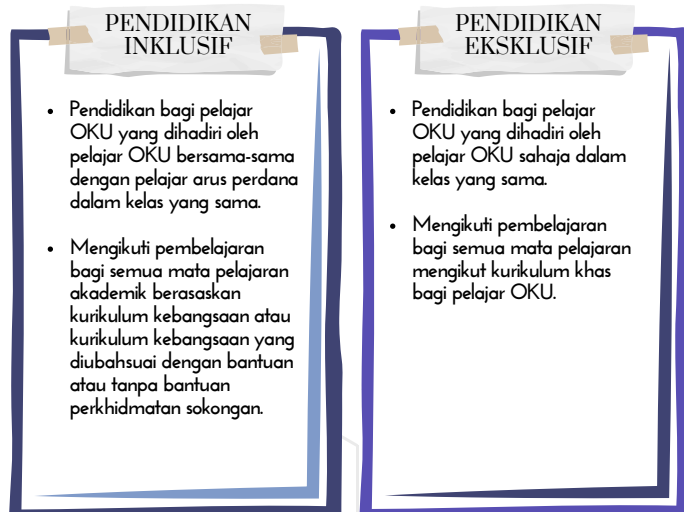 PENDIDIKAN
INKLUSIF
• Pendidikan bagi pelajar
OKU yang dihadiri oleh
pelajar OKU bersama-sama
dengan pelajar arus perdana
dalam kelas yang sama.
• Mengikuti pembelajaran
bagi semua mata pelajaran
akademik berasaskan
kurikulum kebangsaan atau
kurikulum kebangsaan yang
diubahsuai dengan bantuan
atau tanpa bantuan
perkhidmatan sokongan.
PENDIDIKAN
EKSKLUSIF
• Pendidikan bagi pelajar
OKU yang dihadiri oleh
pelajar OKU sahaja dalam
kelas yang sama.
• Mengikuti pembelajaran
bagi semua mata pelajaran
mengikut kurikulum khas
bagi pelajar OKU.